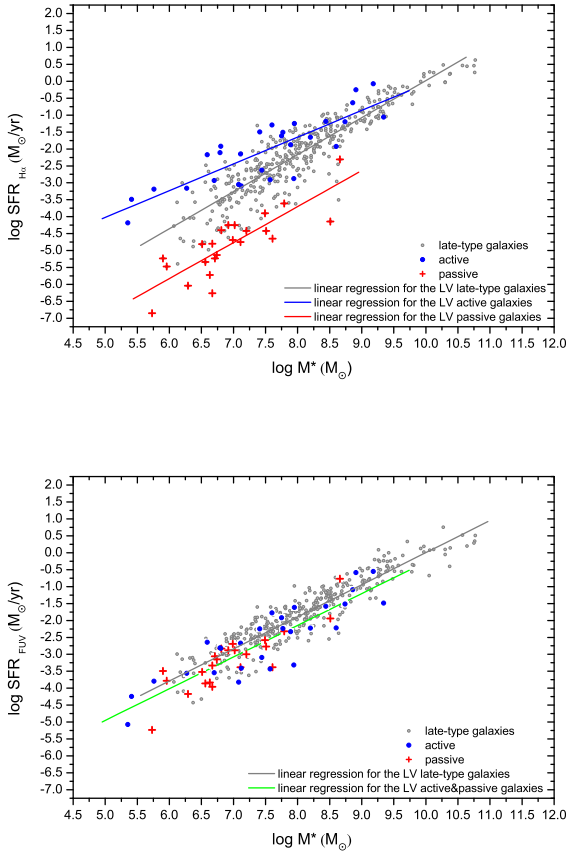 2.0
1.5
1.0
0.5
0.0
-0.5
-1.0
-1.5
-2.0
-2.5
-3.0
-3.5
-4.0
-4.5
-5.0
-5.5
-6.0
-6.5
-7.0
log SFR Hα (M⊙/yr)
late-type galaxies
active
passive
linear regression for the LV late-type galaxies
linear regression for the LV active galaxies
linear regression for the LV passive galaxies
4.5 5.0 5.5 6.0 6.5 7.0 7.5 8.0 8.5 9.0 9.5 10.0 10.5 11.0 11.5 12.0
log M* (M⊙)
2.0
1.5
1.0
0.5
0.0
-0.5
-1.0
-1.5
-2.0
-2.5
-3.0
-3.5
-4.0
-4.5
-5.0
-5.5
-6.0
-6.5
-7.0
log SFR FUV (M⊙/yr)
late-type galaxies
active
passive
linear regression for the LV late-type galaxies
linear regression for the LV active&passive galaxies
4.5 5.0 5.5 6.0 6.5 7.0 7.5 8.0 8.5 9.0 9.5 10.0 10.5 11.0 11.5 12.0
log M* (M⊙)